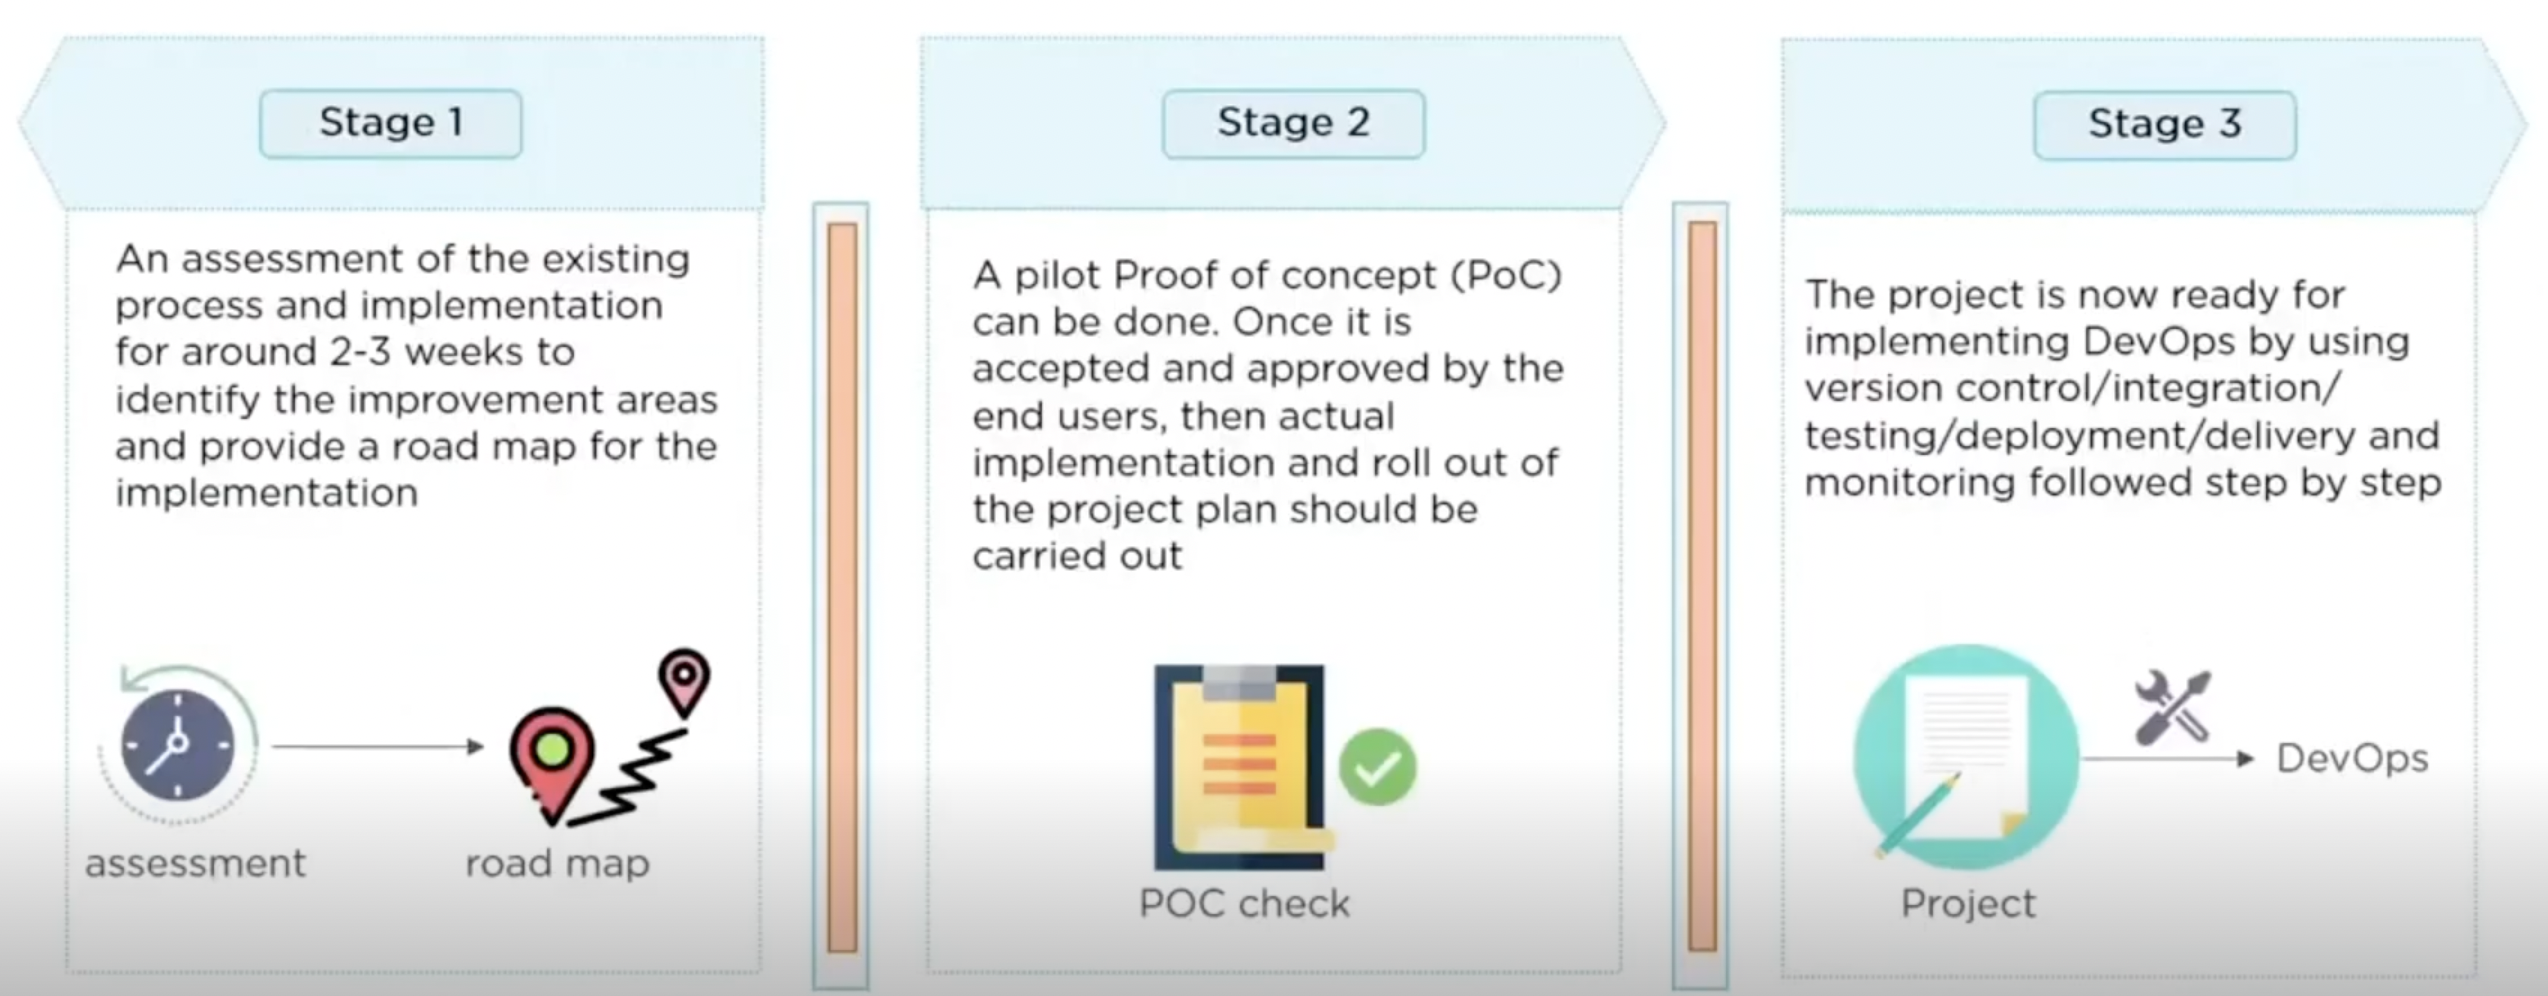 Stage 1
An assessment of the existing
process and implementation
for around 2-3 weeks to
identify the improvement areas
and provide a road map for the
implementation
assessment
road map
Stage 2
A pilot Proof of concept (PoC)
can be done. Once it is
accepted and approved by the
end users, then actual
implementation and roll out of
the project plan should be
carried out
POC check
Stage 3
The project is now ready for
implementing DevOps by using
version control/integration/
testing/deployment/delivery and
monitoring followed step by step
DevOps
Project